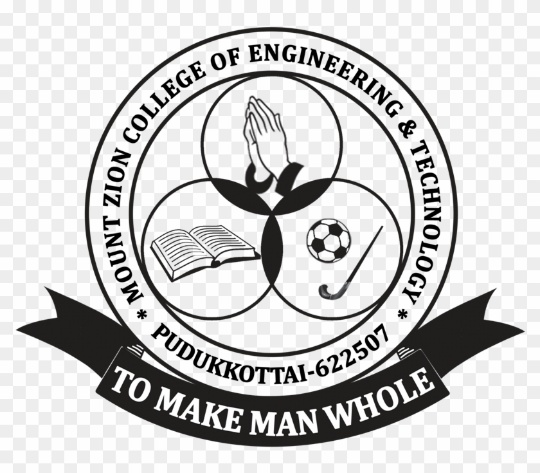 * MOUNT ZION COLLEGE OF ENGINEERING & TECHNOLOGY *
PUDUKKOTTAI-622507
TO MAKE MAN WHOLE